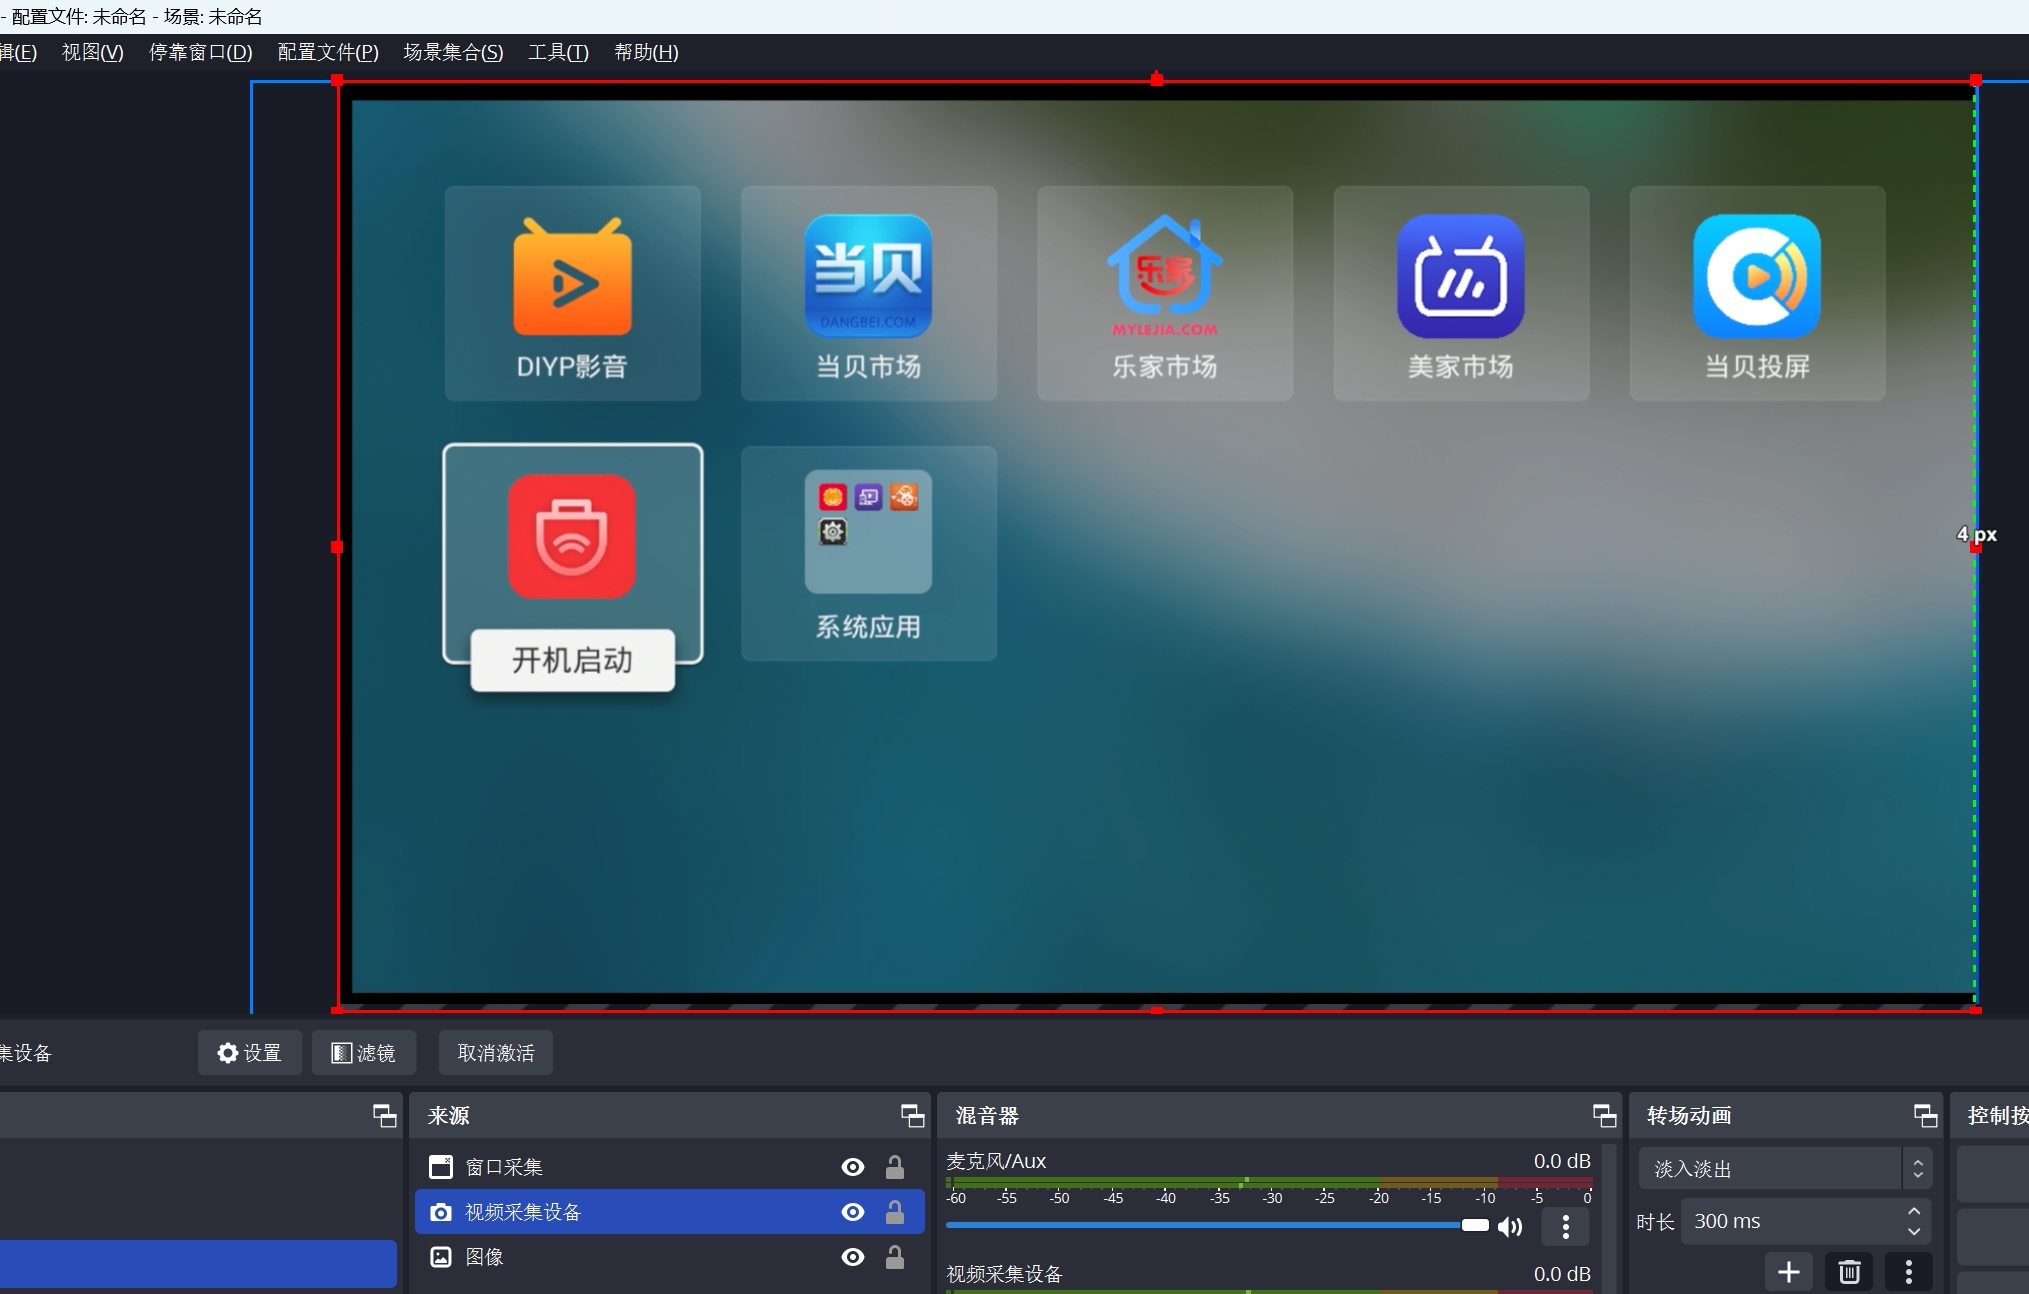 - 配置文件: 未命名 - 场景: 未命名
辑(E) 视图(V) 停靠窗口(D) 配置文件(P) 场景集合(S) 工具(T) 帮助(H)
当贝
DANGBEI.COM
乐家
MYLEJIA.COM
DIYP影音 当贝市场 乐家市场 美家市场 当贝投屏
4 px
系统应用
开机启动
集设备 设置 滤镜 取消激活
来源 混音器 转场动画 控制按
窗口采集
视频采集设备
图像
麦克风/Aux 0.0 dB
-60 -55 -50 -45 -40 -35 -30 -25 -20 -15 -10 -5 0
视频采集设备 0.0 dB
淡入淡出
时长 300 ms